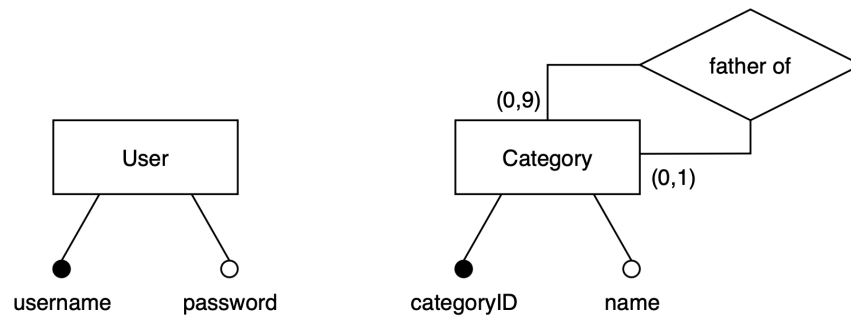 father of
(0,9)
User
Category
(0,1)
username
password
categoryID
name